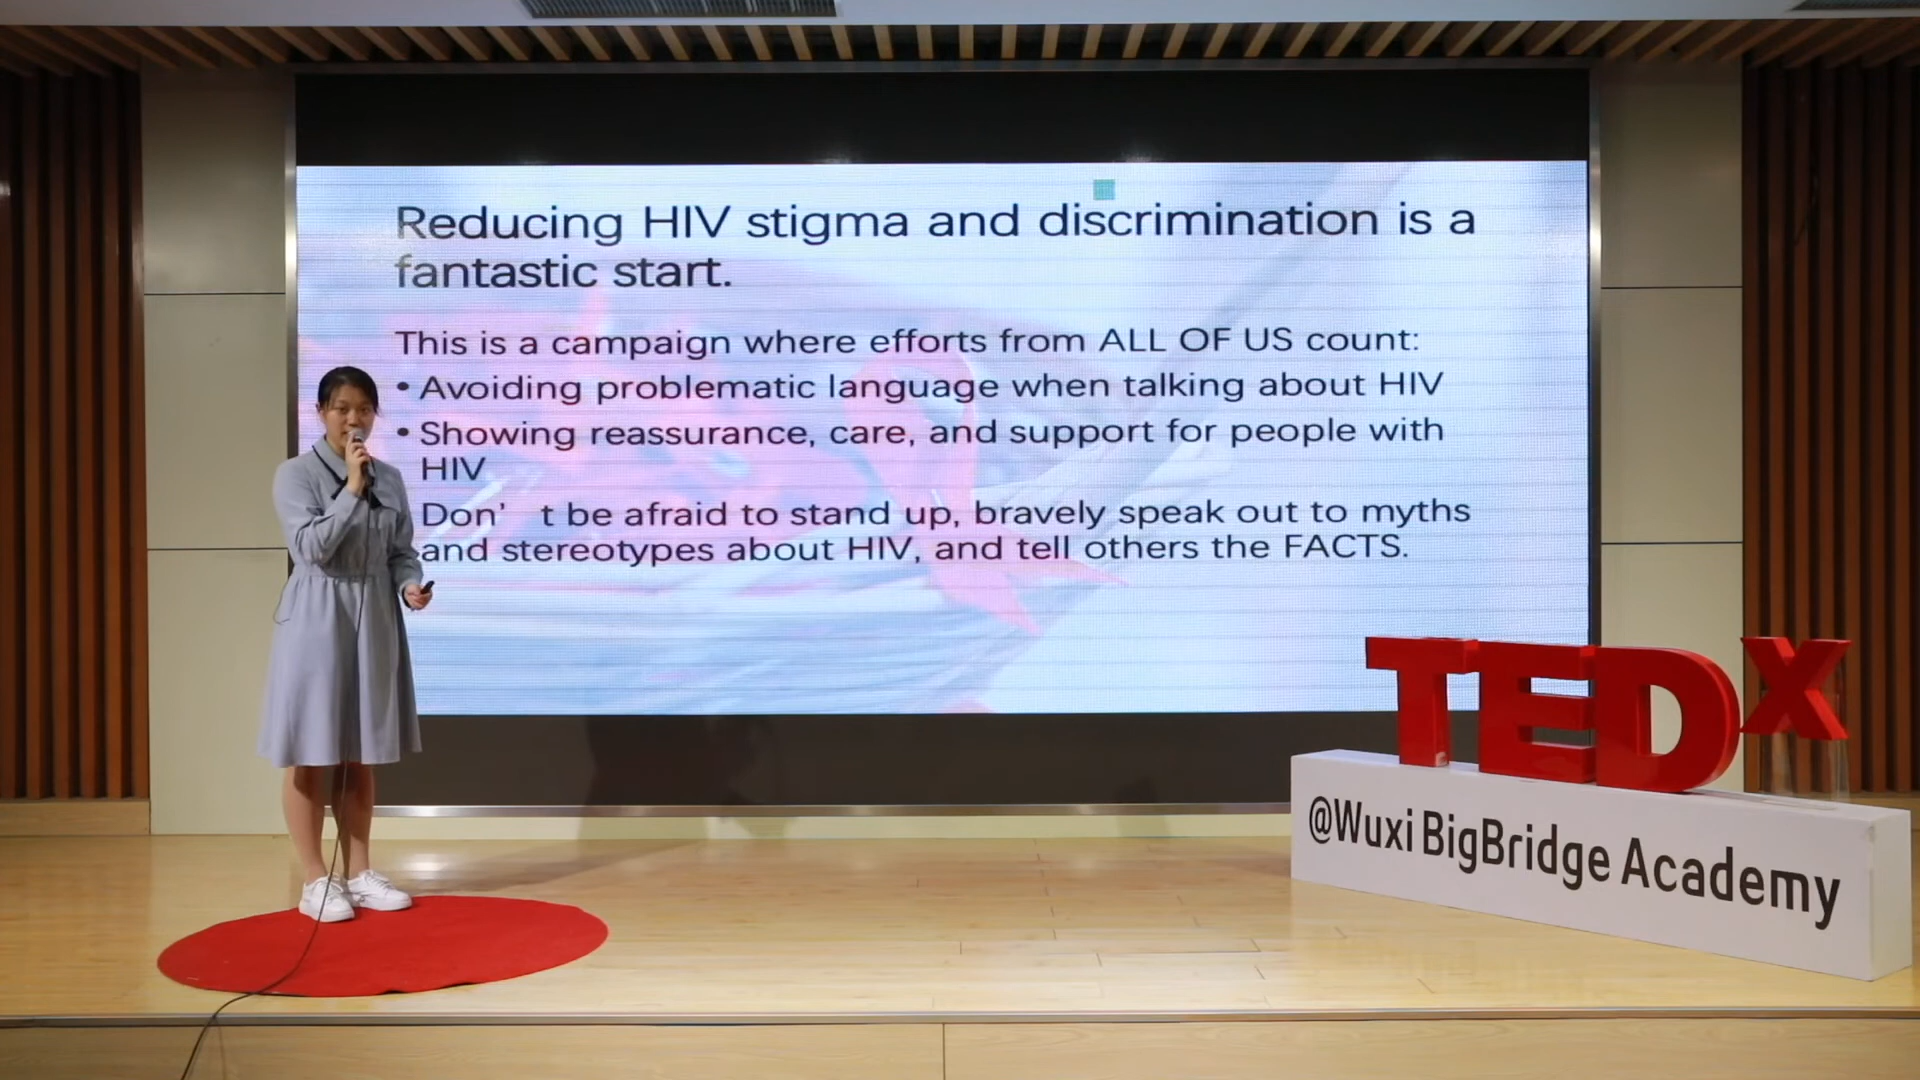 Reducing HIV stigma and discrimination is a
fantastic start.
This is a campaign where efforts from ALL OF US count:
• Avoiding problematic language when talking about HIV
• Showing reassurance, care, and support for people with
HIV
Don’ t be afraid to stand up, bravely speak out to myths
and stereotypes about HIV, and tell others the FACTS.
TEDx
@Wuxi BigBridge Academy